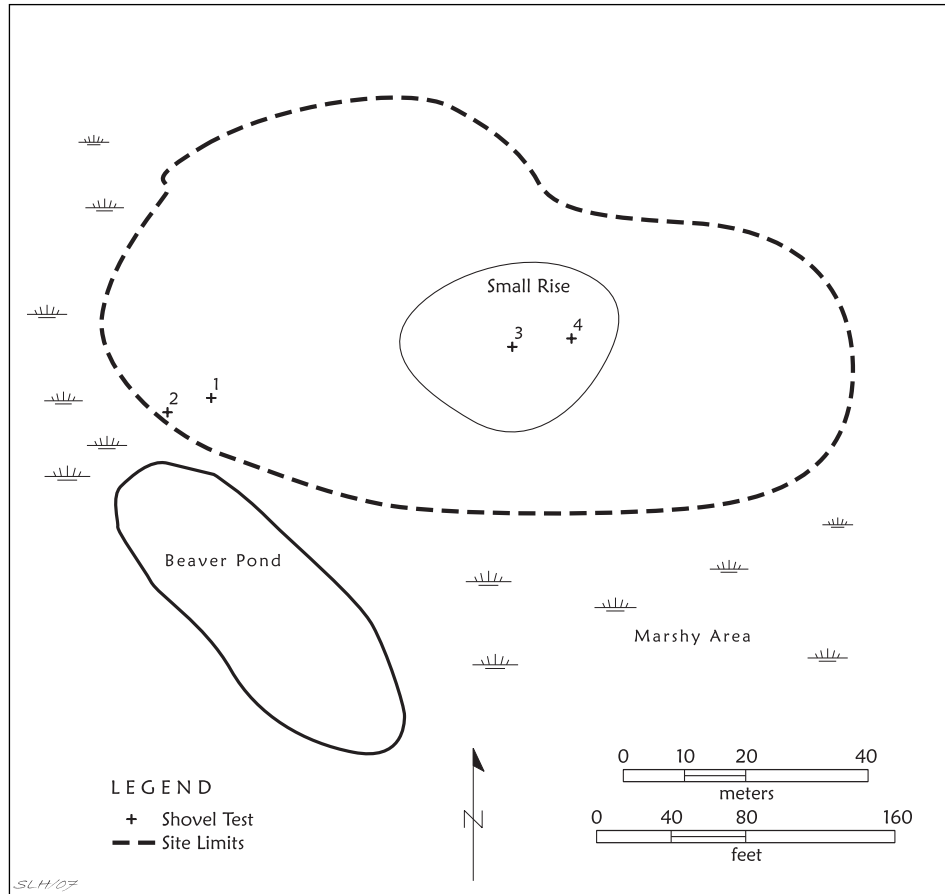 Small Rise
3
4
1
2
Beaver Pond
Marshy Area
LEGEND
+ Shovel Test
Site Limits
N
0 10 20 40
meters
0 40 80 160
feet
SLH/07